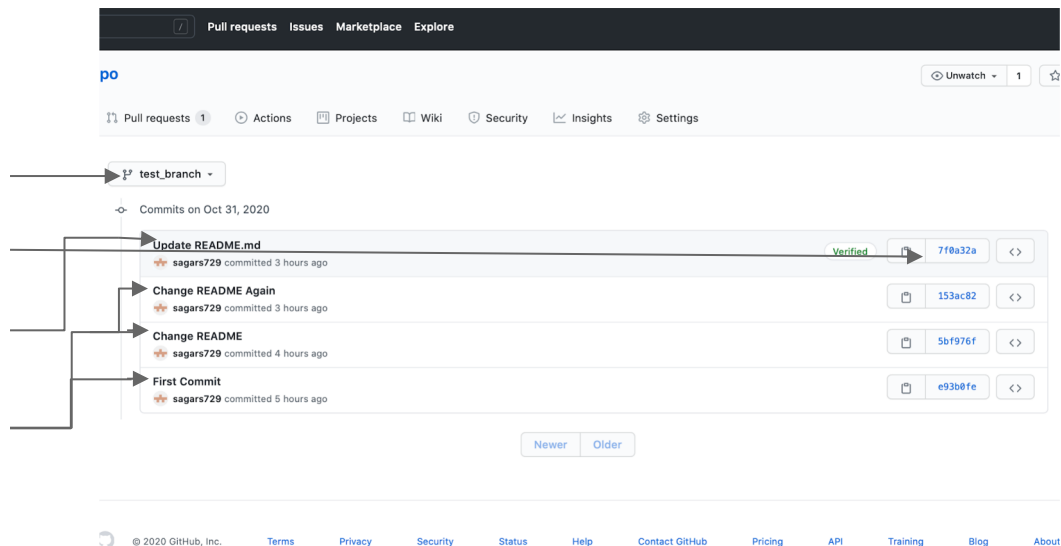 / Pull requests Issues Marketplace Explore
po
Unwatch 1
Pull requests 1 Actions Projects Wiki Security Insights Settings
test_branch
Commits on Oct 31, 2020
Update README.md
Verified 7f0a32a
sagars729 committed 3 hours ago
Change README Again
153ac82
sagars729 committed 3 hours ago
Change README
5bf976f
sagars729 committed 4 hours ago
First Commit
e93b0fe
sagars729 committed 5 hours ago
Newer Older
© 2020 GitHub, Inc. Terms Privacy Security Status Help Contact GitHub Pricing API Training Blog About